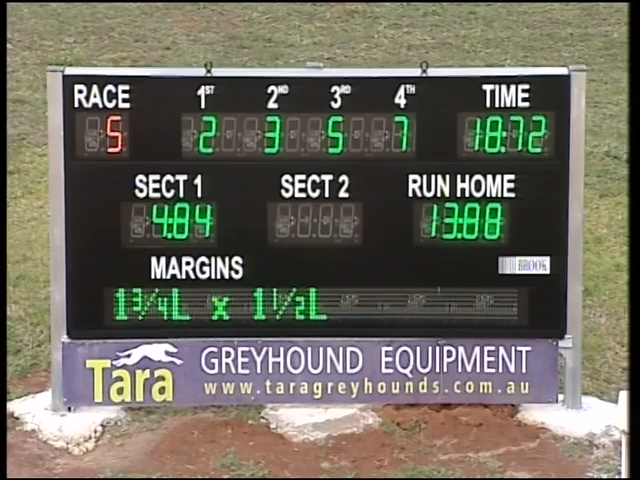 RACE 1ST 2ND 3RD 4TH TIME
5 2 3 5 7 18.72
SECT 1 SECT 2 RUN HOME
4.84 13.88
MARGINS BROOK
1¾L x 1½L
Tara GREYHOUND EQUIPMENT
www.taragreyhounds.com.au